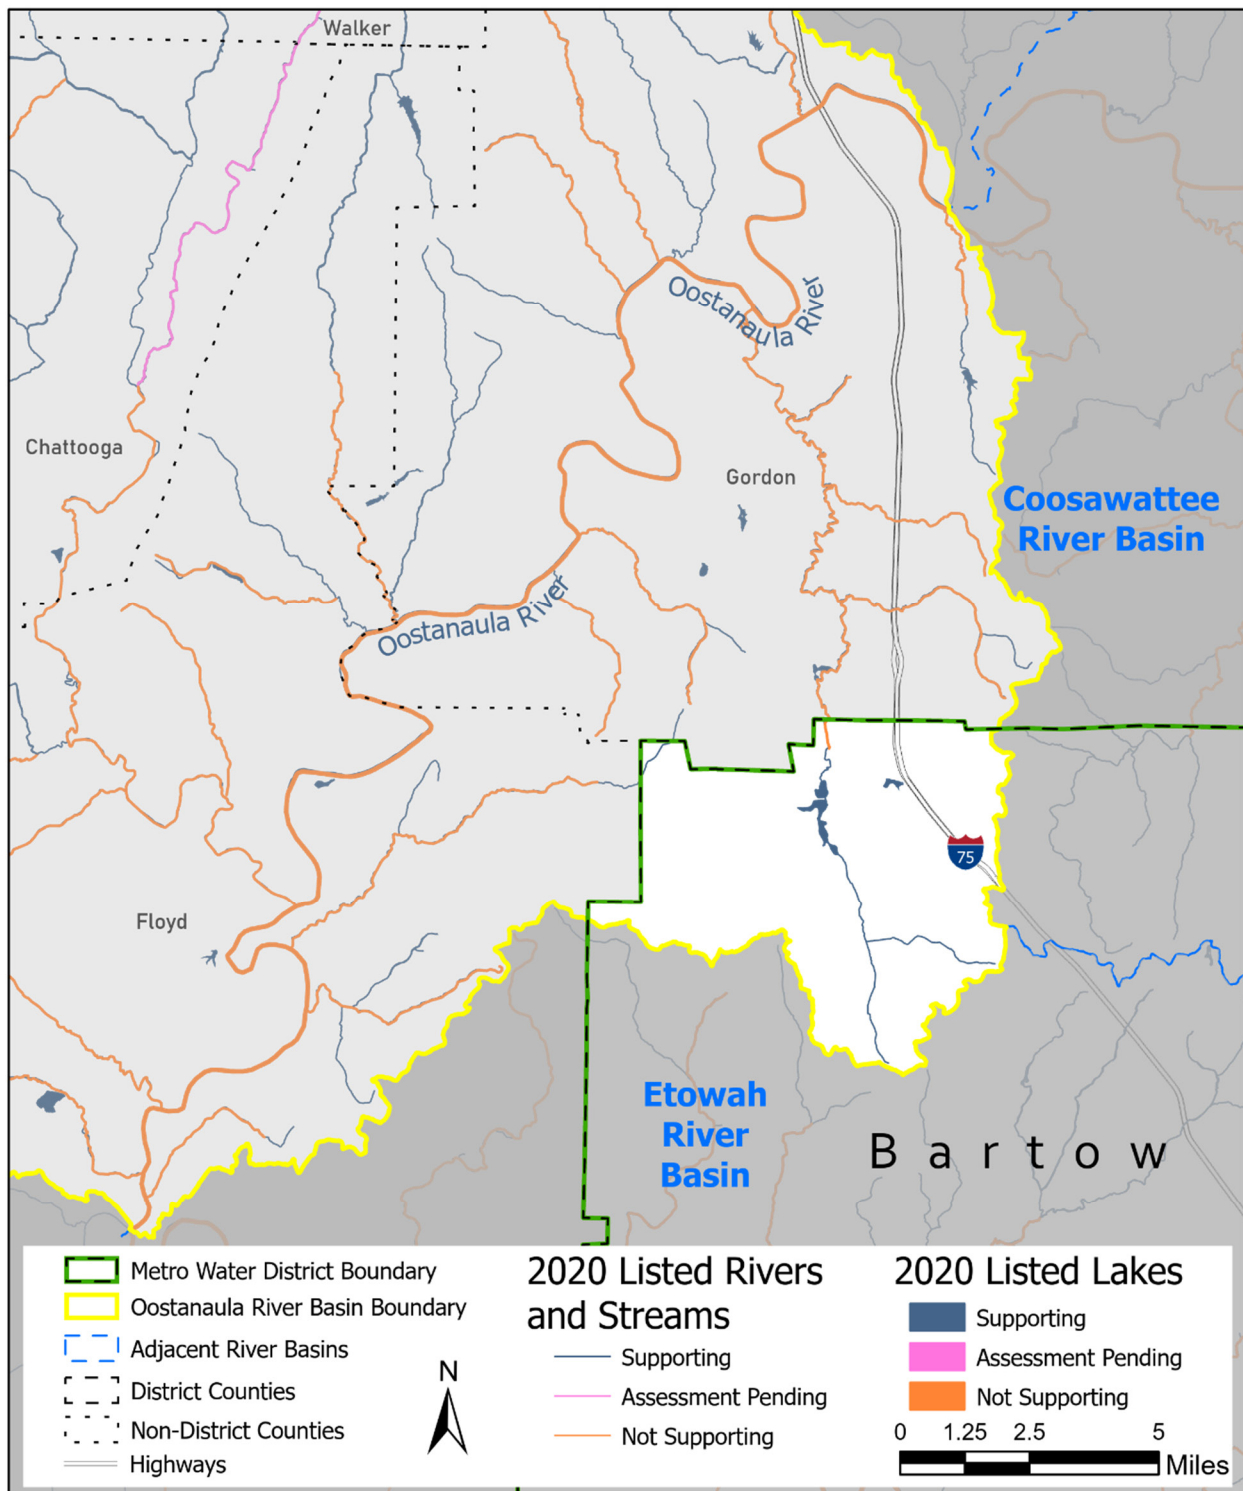 Walker
Oostanaula River
Chattooga
Gordon
Coosawattee
River Basin
Oostanaula River
75
Floyd
Etowah
River
Basin
Bartow
Metro Water District Boundary
Oostanaula River Basin Boundary
Adjacent River Basins
District Counties
Non-District Counties
Highways
N
2020 Listed Rivers
and Streams
Supporting
Assessment Pending
Not Supporting
2020 Listed Lakes
Supporting
Assessment Pending
Not Supporting
0 1.25 2.5 5
Miles